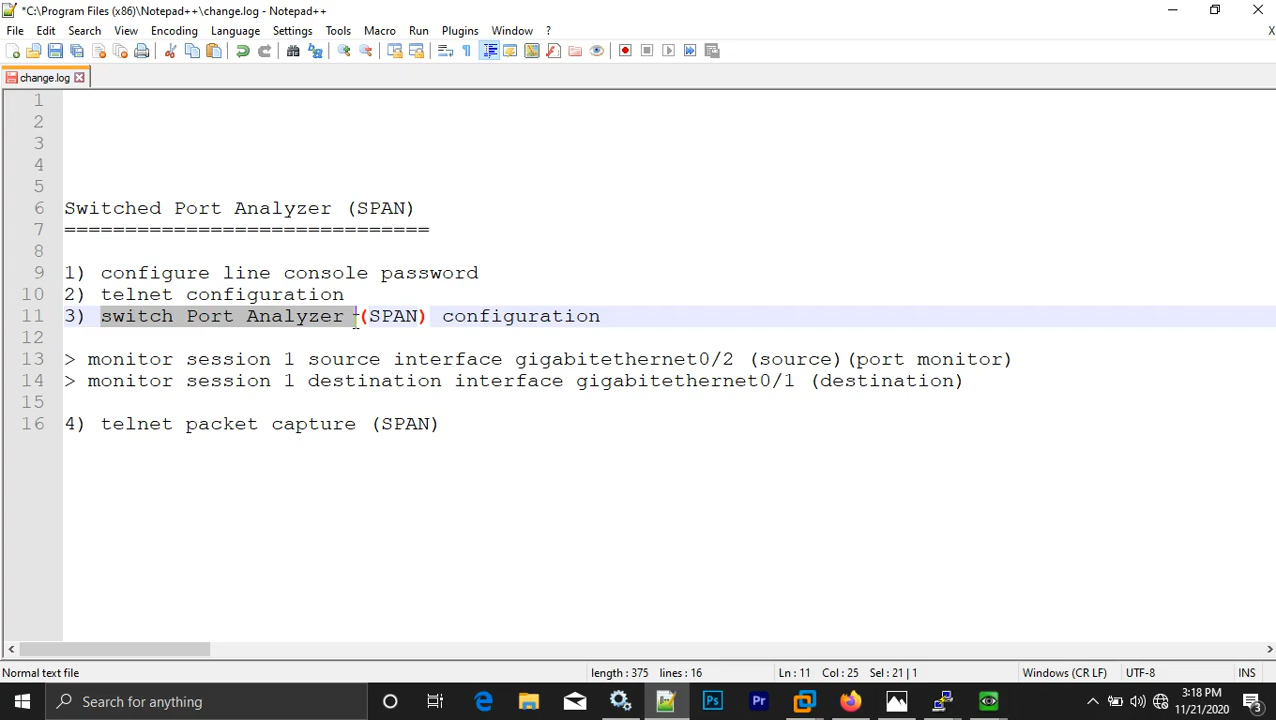 *C:\Program Files (x86)\Notepad++\change.log - Notepad++
File Edit Search View Encoding Language Settings Tools Macro Run Plugins Window ?
X
change.log
1
2
3
4
5
6 Switched Port Analyzer (SPAN)
7 ==============================
8
9 1) configure line console password
10 2) telnet configuration
11 3) switch Port Analyzer (SPAN) configuration
12
13 > monitor session 1 source interface gigabitethernet0/2 (source)(port monitor)
14 > monitor session 1 destination interface gigabitethernet0/1 (destination)
15
16 4) telnet packet capture (SPAN)
Normal text file length : 375 lines : 16 Ln : 11 Col : 25 Sel : 21 | 1 Windows (CR LF) UTF-8 INS
Search for anything
Ps
Pr
3:18 PM
11/21/2020
3